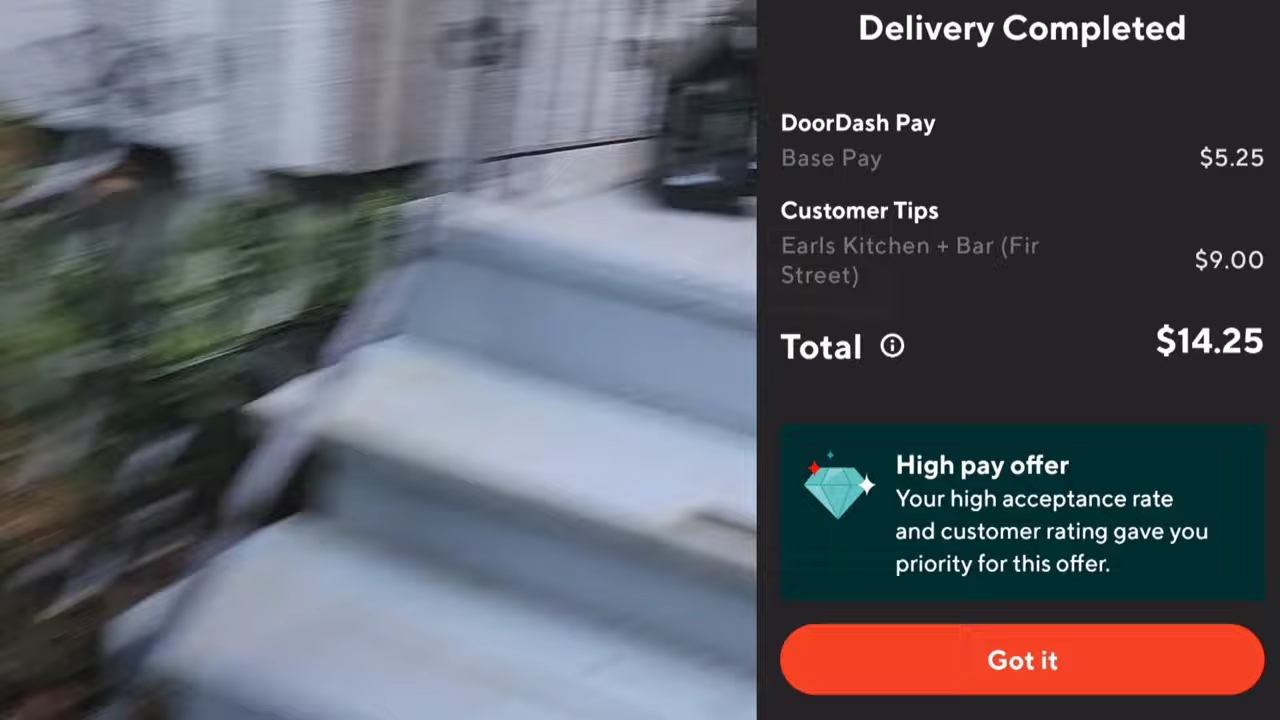 Delivery Completed
DoorDash Pay
Base Pay
$5.25
Customer Tips
Earls Kitchen + Bar (Fir
Street)
$9.00
Total
$14.25
High pay offer
Your high acceptance rate
and customer rating gave you
priority for this offer.
Got it